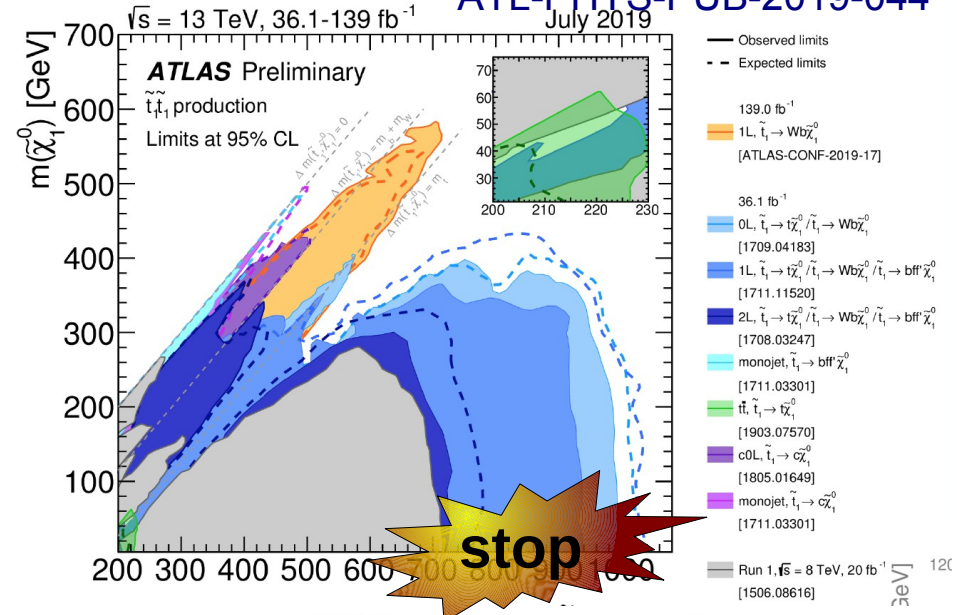 ATL-PHYS-PUB-2019-044
√s = 13 TeV, 36.1-139 fb⁻¹ July 2019
ATLAS Preliminary
t̃₁t̃₁ production
Limits at 95% CL
m(χ̃₁⁰) [GeV]
700
600
500
400
300
200
100
200 300 400 500 600 700 800 900 1000
Δ m(t̃₁,χ̃₁⁰) = 0
Δ m(t̃₁,χ̃₁⁰) = m_b + m_W
Δ m(t̃₁,χ̃₁⁰) = m_t
70
60
50
40
30
200 210 220 230
stop
Observed limits
Expected limits
139.0 fb⁻¹
1L, t̃₁ → Wbχ̃₁⁰
[ATLAS-CONF-2019-17]
36.1 fb⁻¹
0L, t̃₁ → tχ̃₁⁰ / t̃₁ → Wbχ̃₁⁰
[1709.04183]
1L, t̃₁ → tχ̃₁⁰ / t̃₁ → Wbχ̃₁⁰ / t̃₁ → bff'χ̃₁⁰
[1711.11520]
2L, t̃₁ → tχ̃₁⁰ / t̃₁ → Wbχ̃₁⁰ / t̃₁ → bff'χ̃₁⁰
[1708.03247]
monojet, t̃₁ → bff'χ̃₁⁰
[1711.03301]
tt̄, t̃₁ → tχ̃₁⁰
[1903.07570]
c0L, t̃₁ → cχ̃₁⁰
[1805.01649]
monojet, t̃₁ → cχ̃₁⁰
[1711.03301]
Run 1, √s = 8 TeV, 20 fb⁻¹
[1506.08616]
120